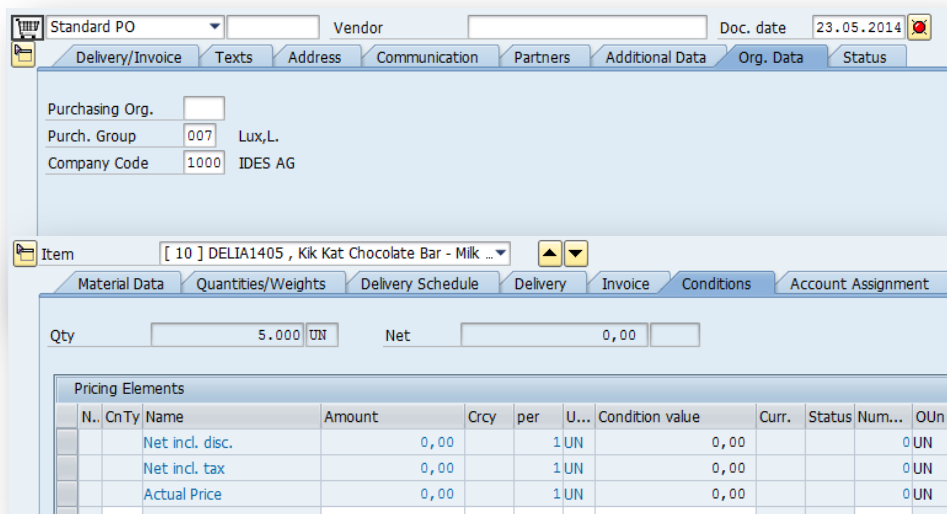 Standard PO Vendor Doc. date 23.05.2014
Delivery/Invoice Texts Address Communication Partners Additional Data Org. Data Status
Purchasing Org.
Purch. Group 007 Lux,L.
Company Code 1000 IDES AG
Item [ 10 ] DELIA1405 , Kik Kat Chocolate Bar - Milk ...
Material Data Quantities/Weights Delivery Schedule Delivery Invoice Conditions Account Assignment
Qty 5.000 UN Net 0,00
Pricing Elements
N.. CnTy Name Amount Crcy per U... Condition value Curr. Status Num... OUn
Net incl. disc. 0,00 1 UN 0,00 0 UN
Net incl. tax 0,00 1 UN 0,00 0 UN
Actual Price 0,00 1 UN 0,00 0 UN